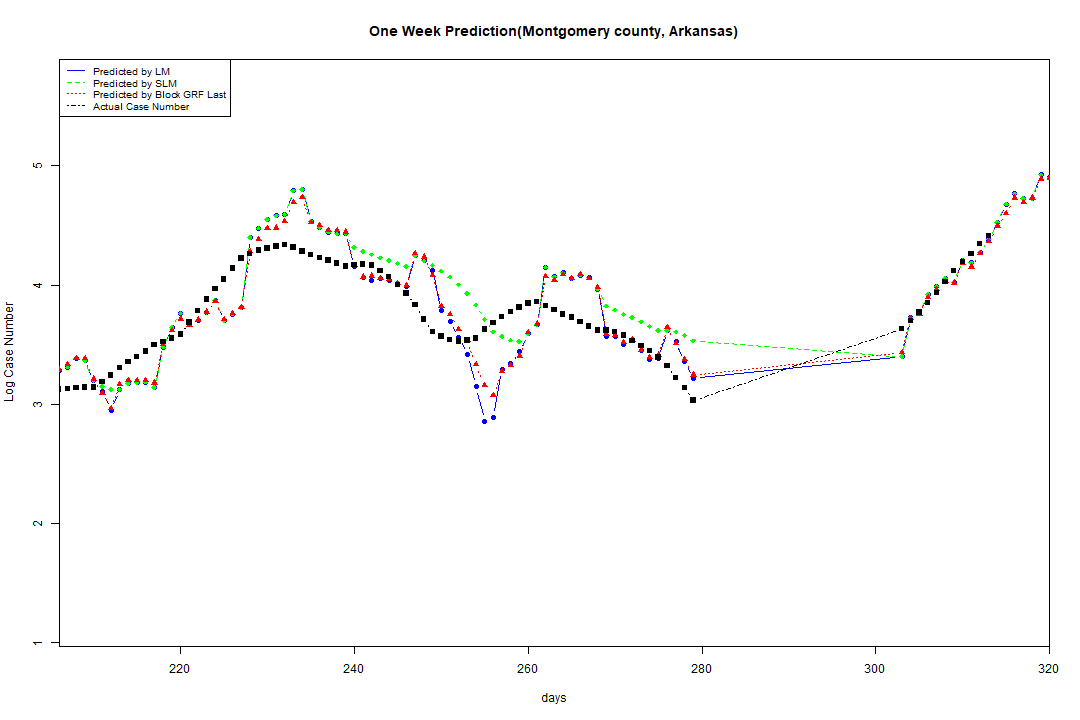 One Week Prediction(Montgomery county, Arkansas)
Predicted by LM
Predicted by SLM
Predicted by Block GRF Last
Actual Case Number
5
4
3
2
1
Log Case Number
220 240 260 280 300 320
days